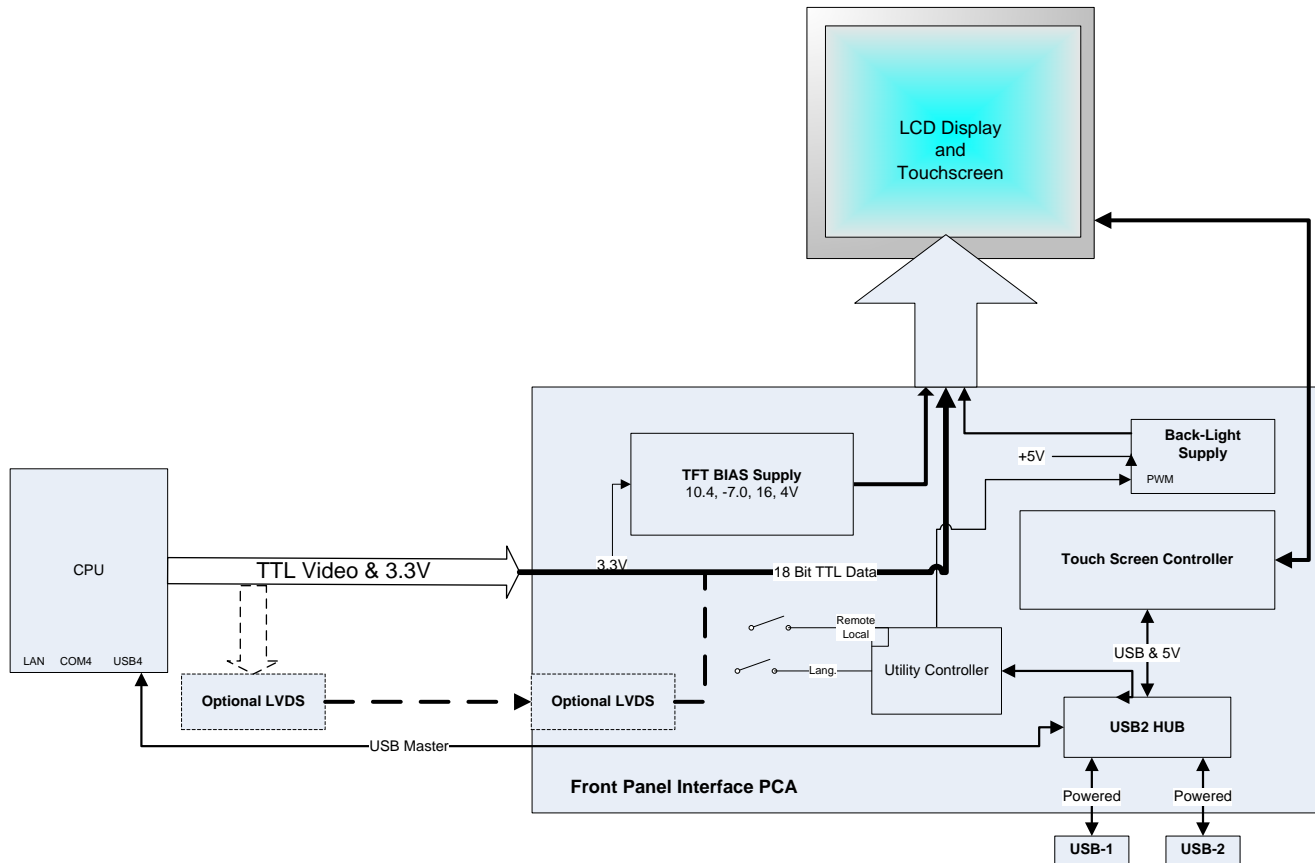 LCD Display
and
Touchscreen
Back-Light
Supply
+5V
PWM
TFT BIAS Supply
10.4, -7.0, 16, 4V
Touch Screen Controller
CPU
TTL Video & 3.3V
3.3V
18 Bit TTL Data
Remote
Local
LAN COM4 USB4
USB & 5V
Lang.
Utility Controller
Optional LVDS
Optional LVDS
USB2 HUB
USB Master
Front Panel Interface PCA
Powered
Powered
USB-1
USB-2